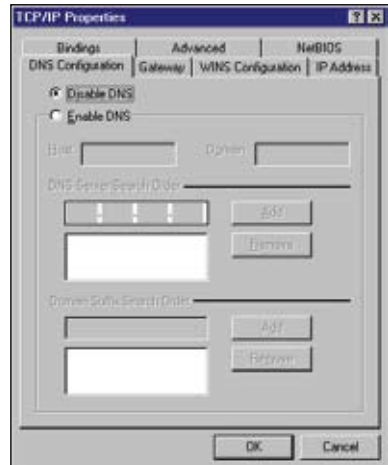 TCP/IP Properties
Bindings Advanced NetBIOS
DNS Configuration Gateway WINS Configuration IP Address
Disable DNS
Enable DNS
Host: Domain:
DNS Server Search Order
Add
Remove
Domain Suffix Search Order
Add
Remove
OK Cancel